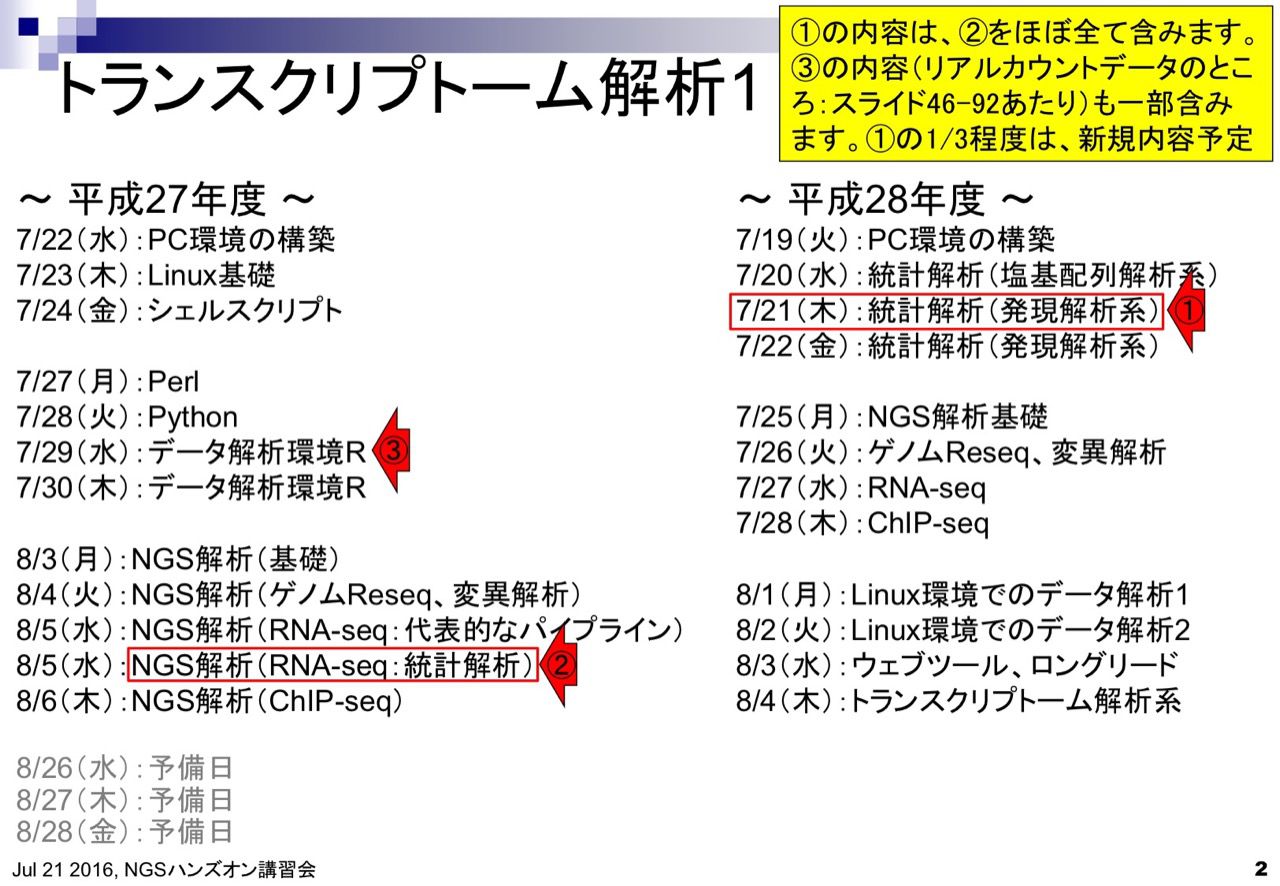 トランスクリプトーム解析1
①の内容は、②をほぼ全て含みます。
③の内容（リアルカウントデータのとこ
ろ：スライド46-92あたり）も一部含み
ます。①の1/3程度は、新規内容予定
～ 平成27年度 ～
7/22（水）：PC環境の構築
7/23（木）：Linux基礎
7/24（金）：シェルスクリプト
7/27（月）：Perl
7/28（火）：Python
7/29（水）：データ解析環境R
③
7/30（木）：データ解析環境R
8/3（月）：NGS解析（基礎）
8/4（火）：NGS解析（ゲノムReseq、変異解析）
8/5（水）：NGS解析（RNA-seq：代表的なパイプライン）
8/5（水）：NGS解析（RNA-seq：統計解析）
②
8/6（木）：NGS解析（ChIP-seq）
8/26（水）：予備日
8/27（木）：予備日
8/28（金）：予備日
～ 平成28年度 ～
7/19（火）：PC環境の構築
7/20（水）：統計解析（塩基配列解析系）
7/21（木）：統計解析（発現解析系）
①
7/22（金）：統計解析（発現解析系）
7/25（月）：NGS解析基礎
7/26（火）：ゲノムReseq、変異解析
7/27（水）：RNA-seq
7/28（木）：ChIP-seq
8/1（月）：Linux環境でのデータ解析1
8/2（火）：Linux環境でのデータ解析2
8/3（水）：ウェブツール、ロングリード
8/4（木）：トランスクリプトーム解析系
Jul 21 2016, NGSハンズオン講習会
2